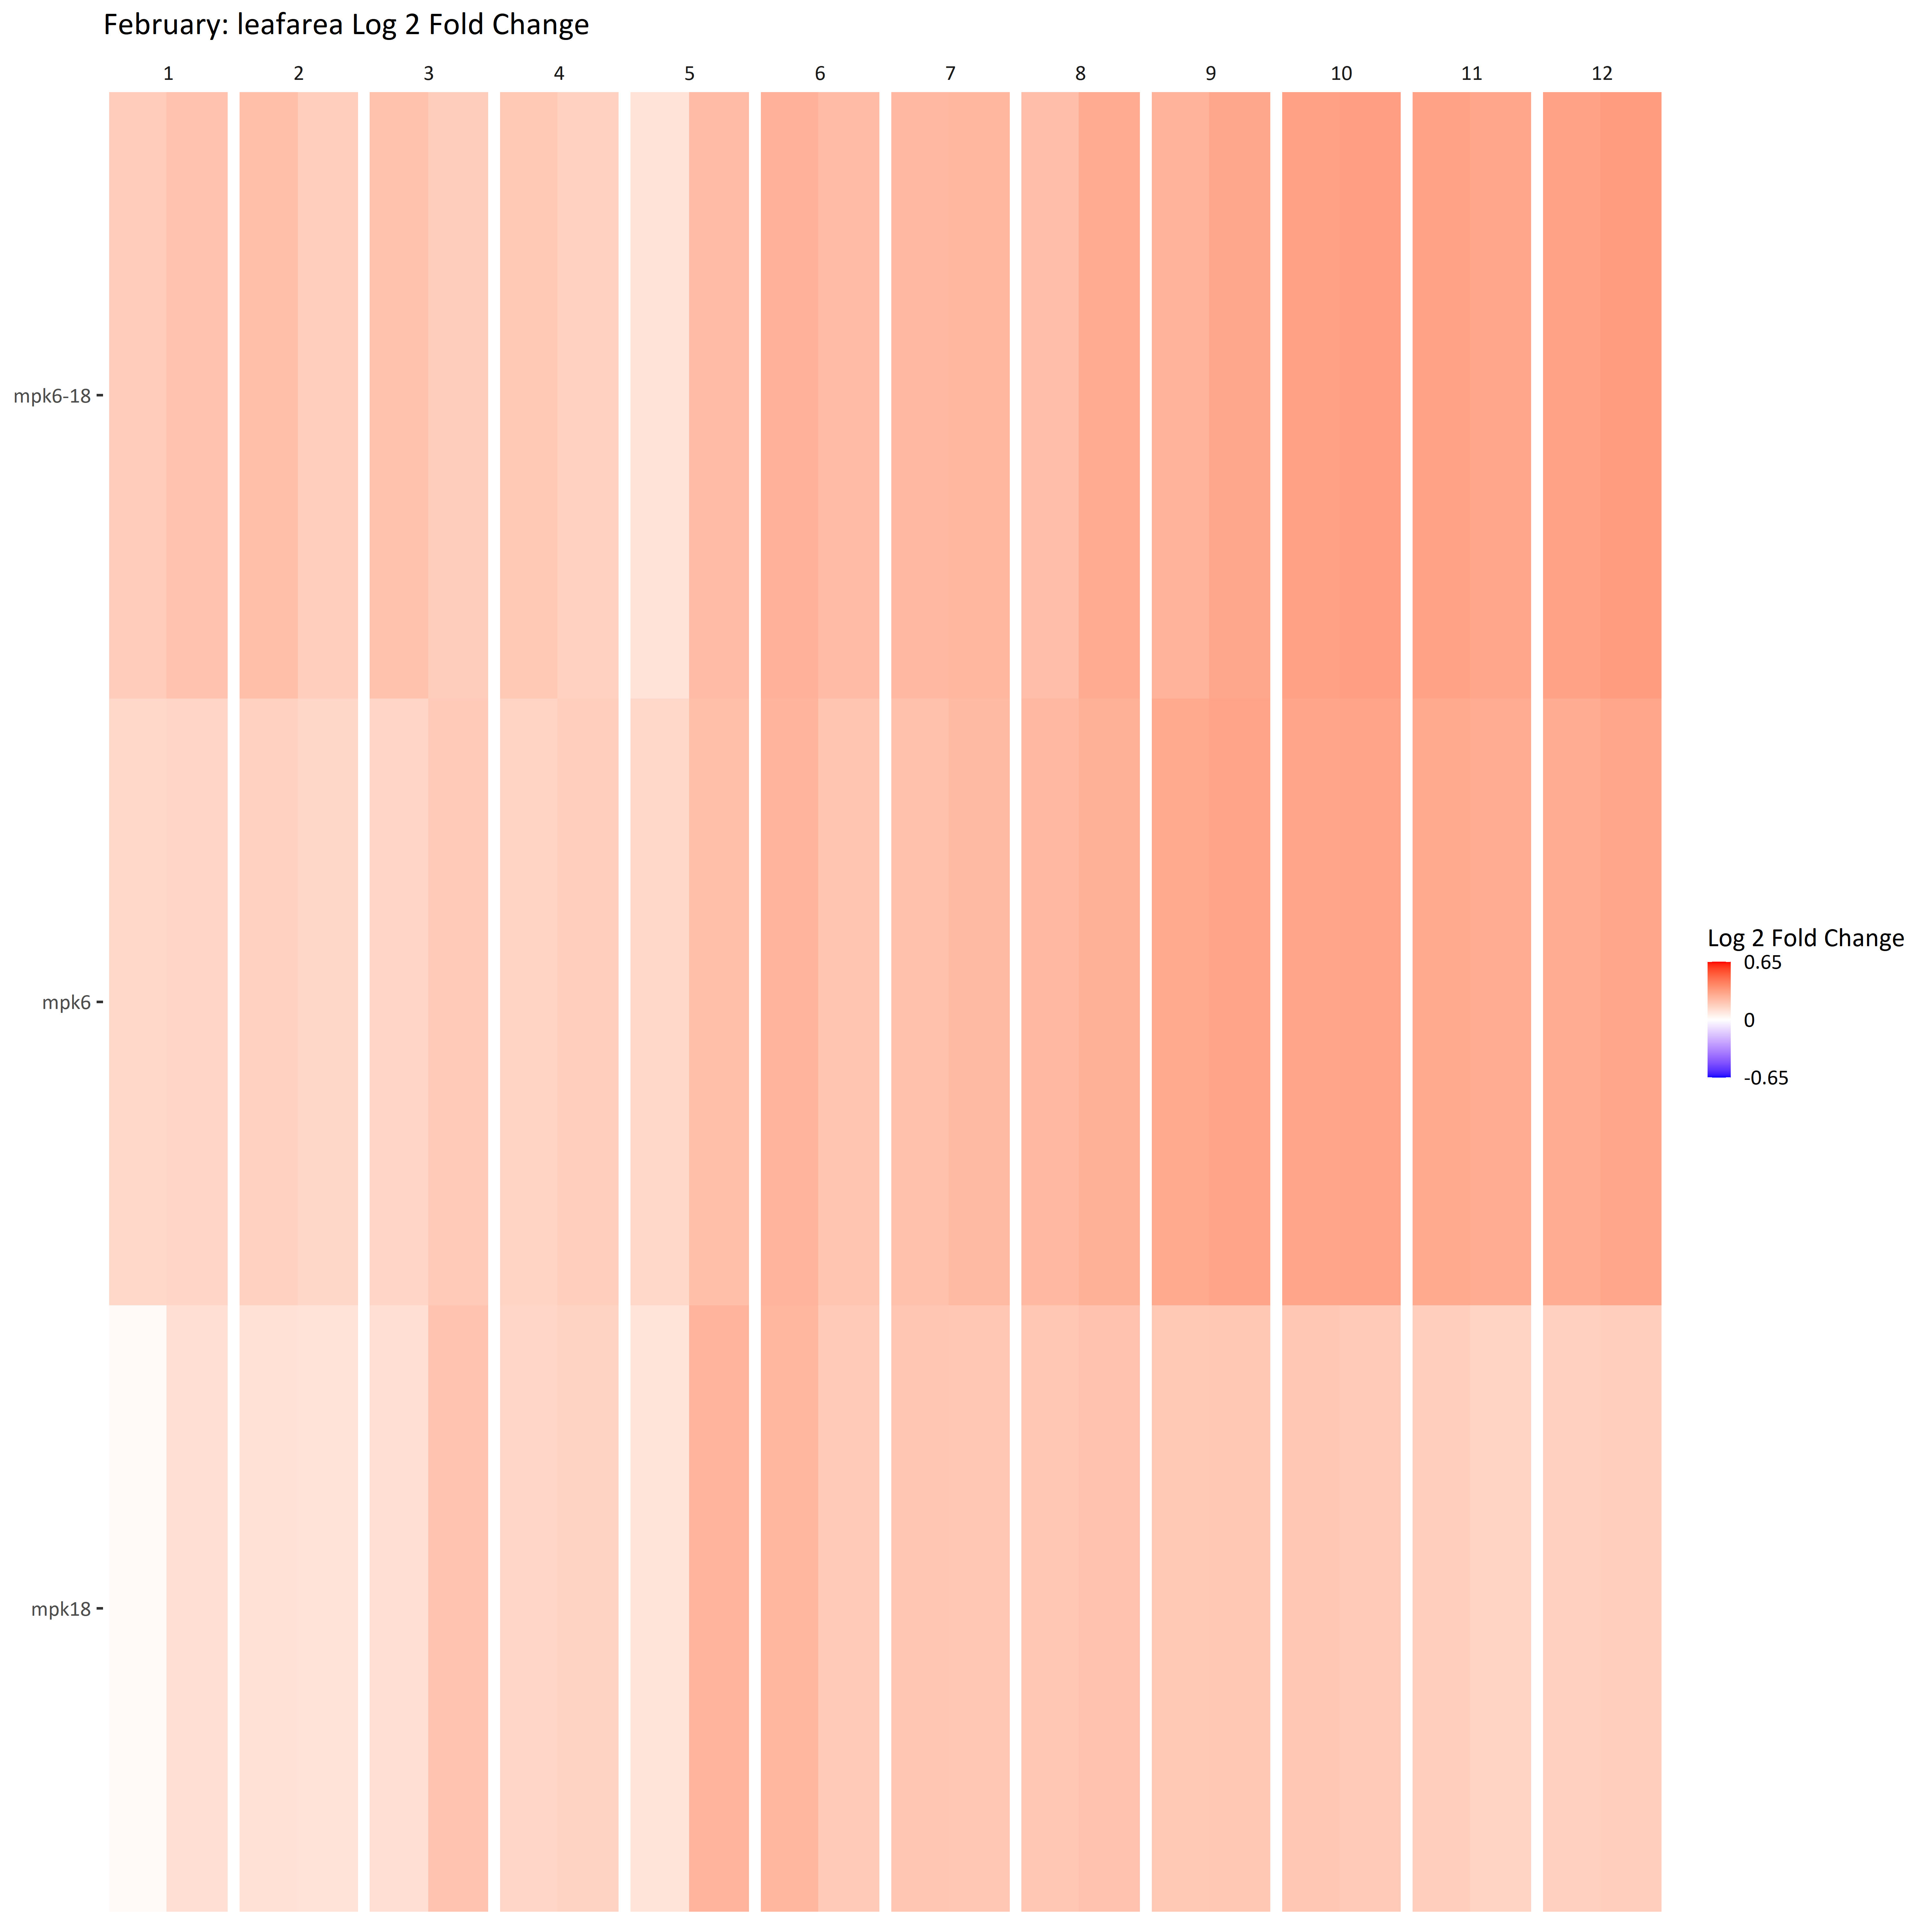 February: leafarea Log 2 Fold Change
1 2 3 4 5 6 7 8 9 10 11 12
mpk6-18
mpk6
mpk18
Log 2 Fold Change
0.65
0
-0.65